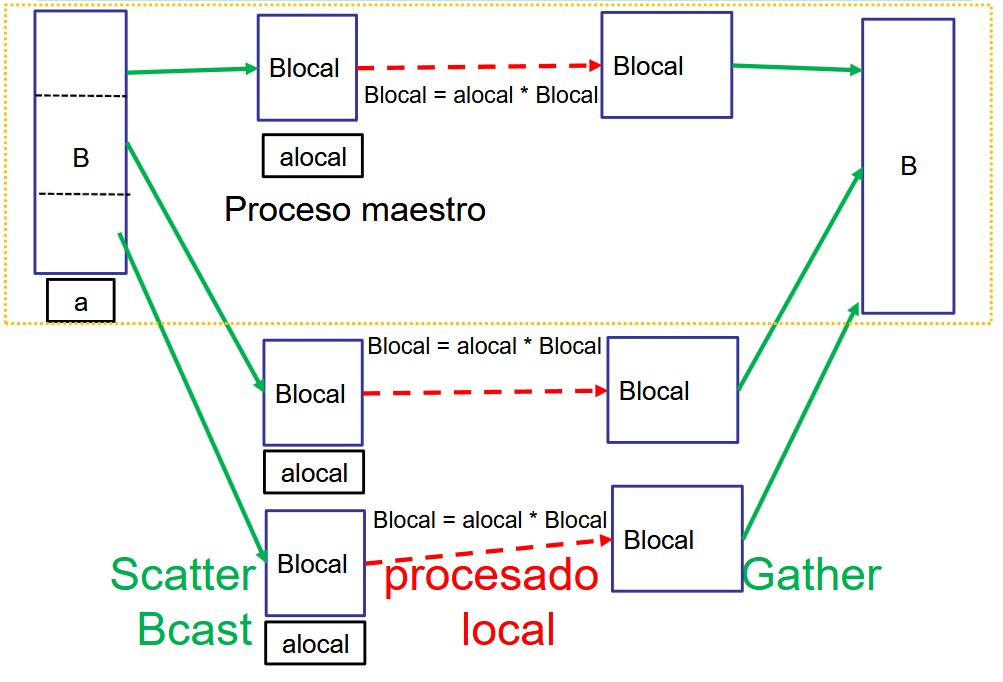 B
a
Blocal
Blocal = alocal * Blocal
Blocal
B
alocal
Proceso maestro
Blocal
Blocal = alocal * Blocal
Blocal
alocal
Blocal
Blocal = alocal * Blocal
Blocal
alocal
Scatter
Bcast
procesado
local
Gather